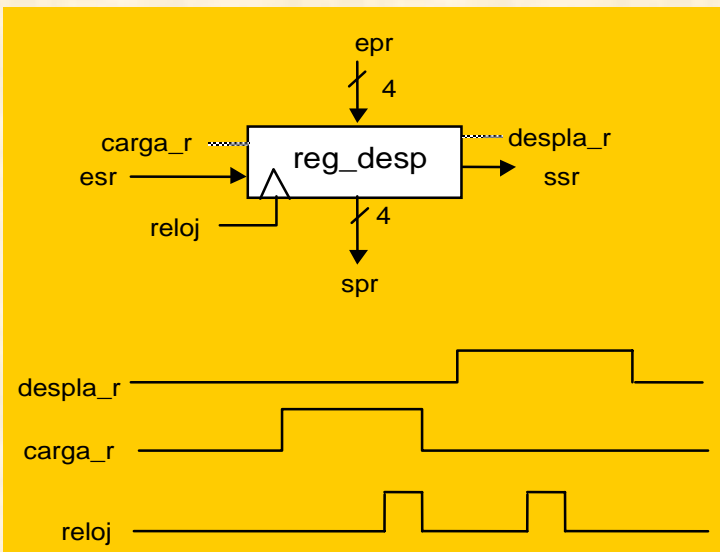 epr
4
carga_r
reg_desp
despla_r
esr
ssr
reloj
4
spr
despla_r
carga_r
reloj